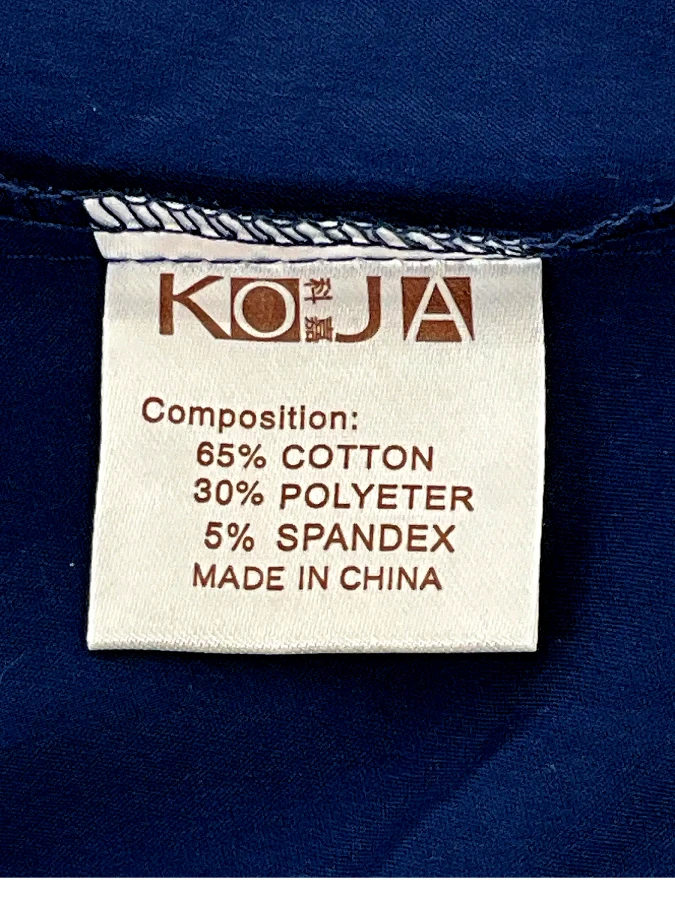 KO科嘉JA
Composition:
65% COTTON
30% POLYETER
5% SPANDEX
MADE IN CHINA